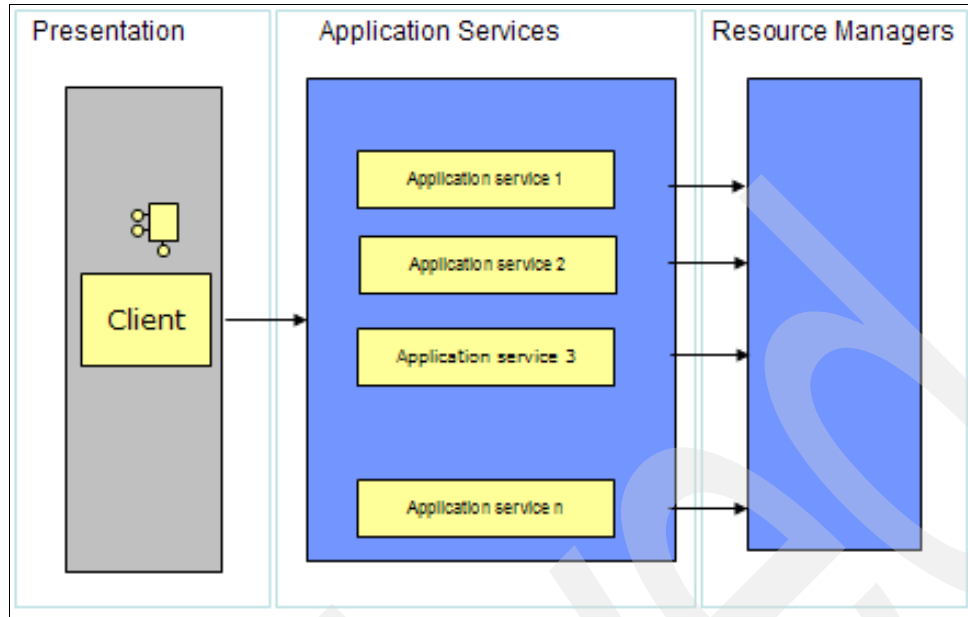 Presentation
Application Services
Resource Managers
Application service 1
Application service 2
Client
Application service 3
Application service n